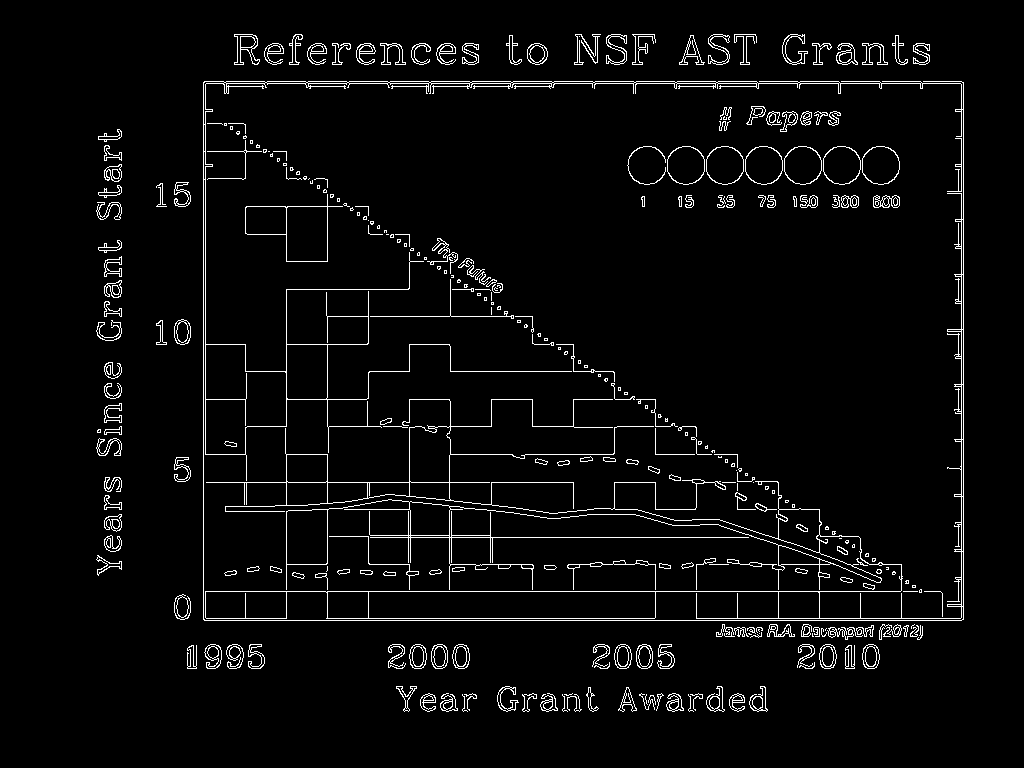 References to NSF AST Grants
# Papers
1 15 35 75 150 300 600
Years Since Grant Start
15
10
5
0
The Future
James R.A. Davenport (2012)
1995 2000 2005 2010
Year Grant Awarded